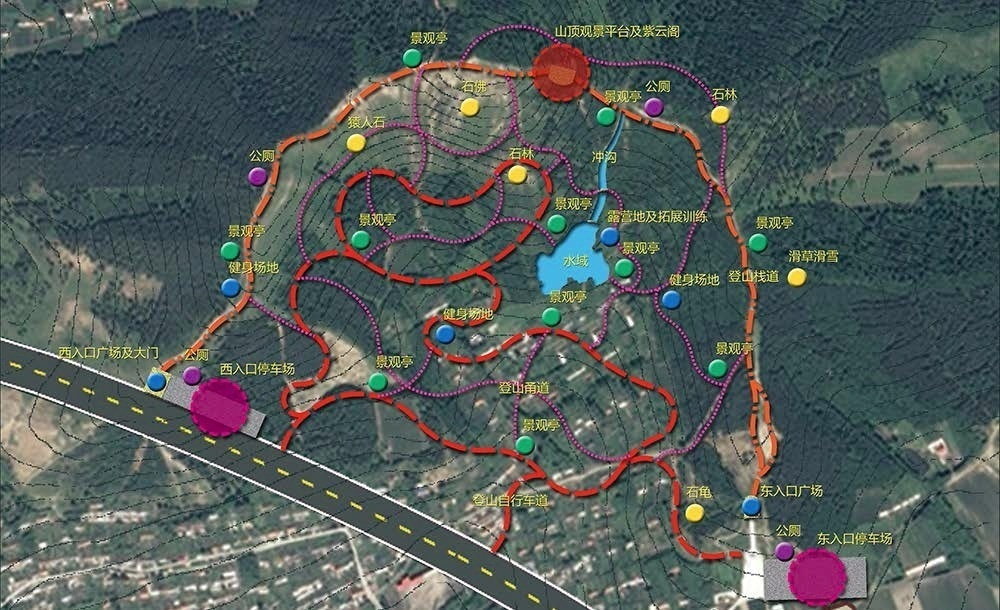 山顶观景平台及紫云阁
景观亭
石佛
公厕
石林
景观亭
猿人石
公厕
石林
冲沟
景观亭
露营地及拓展训练
景观亭
景观亭
景观亭
水域
景观亭
滑草滑雪
健身场地
健身场地
登山栈道
景观亭
健身场地
西入口广场及大门
公厕
西入口停车场
景观亭
景观亭
登山甬道
景观亭
登山自行车道
石龟
东入口广场
公厕
东入口停车场